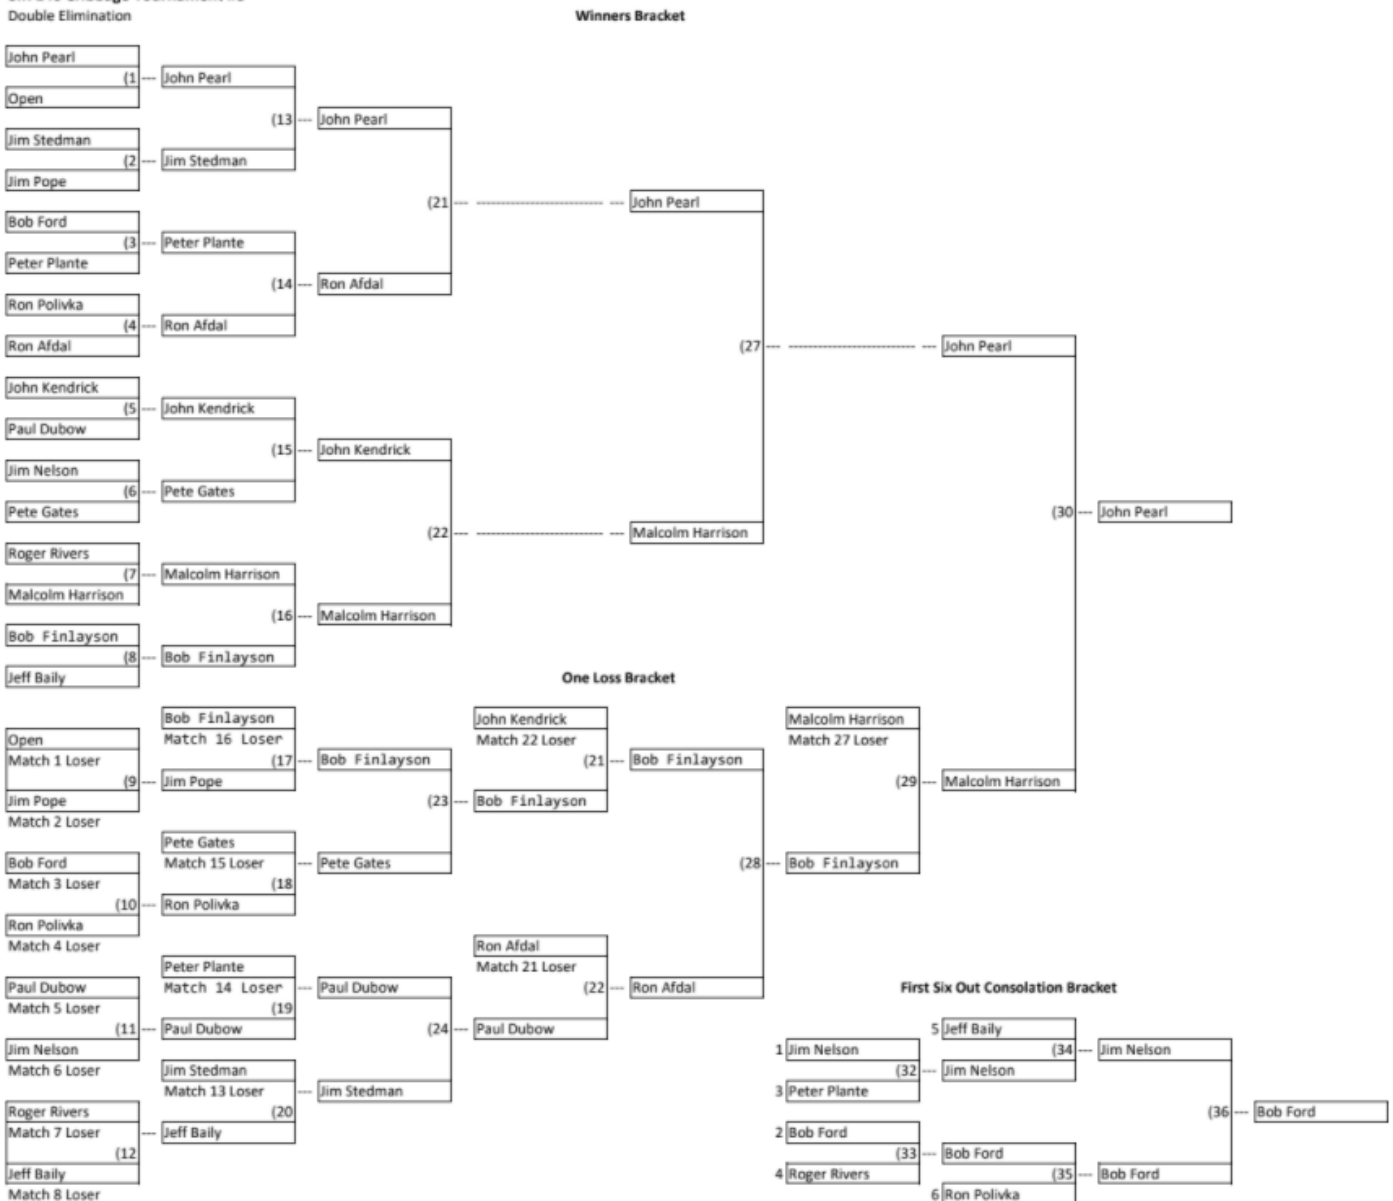 Double Elimination
Winners Bracket
John Pearl
(1 --- John Pearl
Open
(13 --- John Pearl
Jim Stedman
(2 --- Jim Stedman
Jim Pope
(21 --- ---------------------- --- John Pearl
Bob Ford
(3 --- Peter Plante
Peter Plante
(14 --- Ron Afdal
Ron Polivka
(4 --- Ron Afdal
Ron Afdal
(27 --- ---------------------- --- John Pearl
John Kendrick
(5 --- John Kendrick
Paul Dubow
(15 --- John Kendrick
Jim Nelson
(6 --- Pete Gates
Pete Gates
(30 --- John Pearl
(22 --- ---------------------- --- Malcolm Harrison
Roger Rivers
(7 --- Malcolm Harrison
Malcolm Harrison
(16 --- Malcolm Harrison
Bob Finlayson
(8 --- Bob Finlayson
Jeff Baily
One Loss Bracket
Bob Finlayson John Kendrick Malcolm Harrison
Open Match 16 Loser Match 22 Loser Match 27 Loser
Match 1 Loser (17 --- Bob Finlayson (21 --- Bob Finlayson
(9 --- Jim Pope (29 --- Malcolm Harrison
Jim Pope (23 --- Bob Finlayson
Match 2 Loser
Pete Gates
Bob Ford Match 15 Loser --- Pete Gates (28 --- Bob Finlayson
Match 3 Loser (18
(10 --- Ron Polivka
Ron Polivka
Match 4 Loser Ron Afdal
Peter Plante Match 21 Loser
Paul Dubow Match 14 Loser --- Paul Dubow (22 --- Ron Afdal First Six Out Consolation Bracket
Match 5 Loser (19
(11 --- Paul Dubow (24 --- Paul Dubow 5 Jeff Baily
Jim Nelson 1 Jim Nelson (34 --- Jim Nelson
Match 6 Loser Jim Stedman (32 --- Jim Nelson
Match 13 Loser --- Jim Stedman 3 Peter Plante
Roger Rivers (20 (36 --- Bob Ford
Match 7 Loser --- Jeff Baily 2 Bob Ford
(12 (33 --- Bob Ford
Jeff Baily 4 Roger Rivers (35 --- Bob Ford
Match 8 Loser 6 Ron Polivka